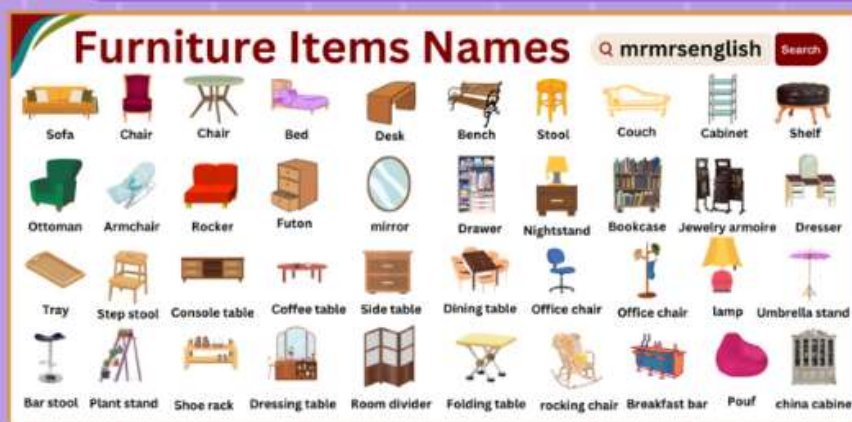 Furniture Items Names
mrmrsenglish Search
Sofa Chair Chair Bed Desk Bench Stool Couch Cabinet Shelf
Ottoman Armchair Rocker Futon mirror Drawer Nightstand Bookcase Jewelry armoire Dresser
Tray Step stool Console table Coffee table Side table Dining table Office chair Office chair lamp Umbrella stand
Bar stool Plant stand Shoe rack Dressing table Room divider Folding table rocking chair Breakfast bar Pouf china cabine